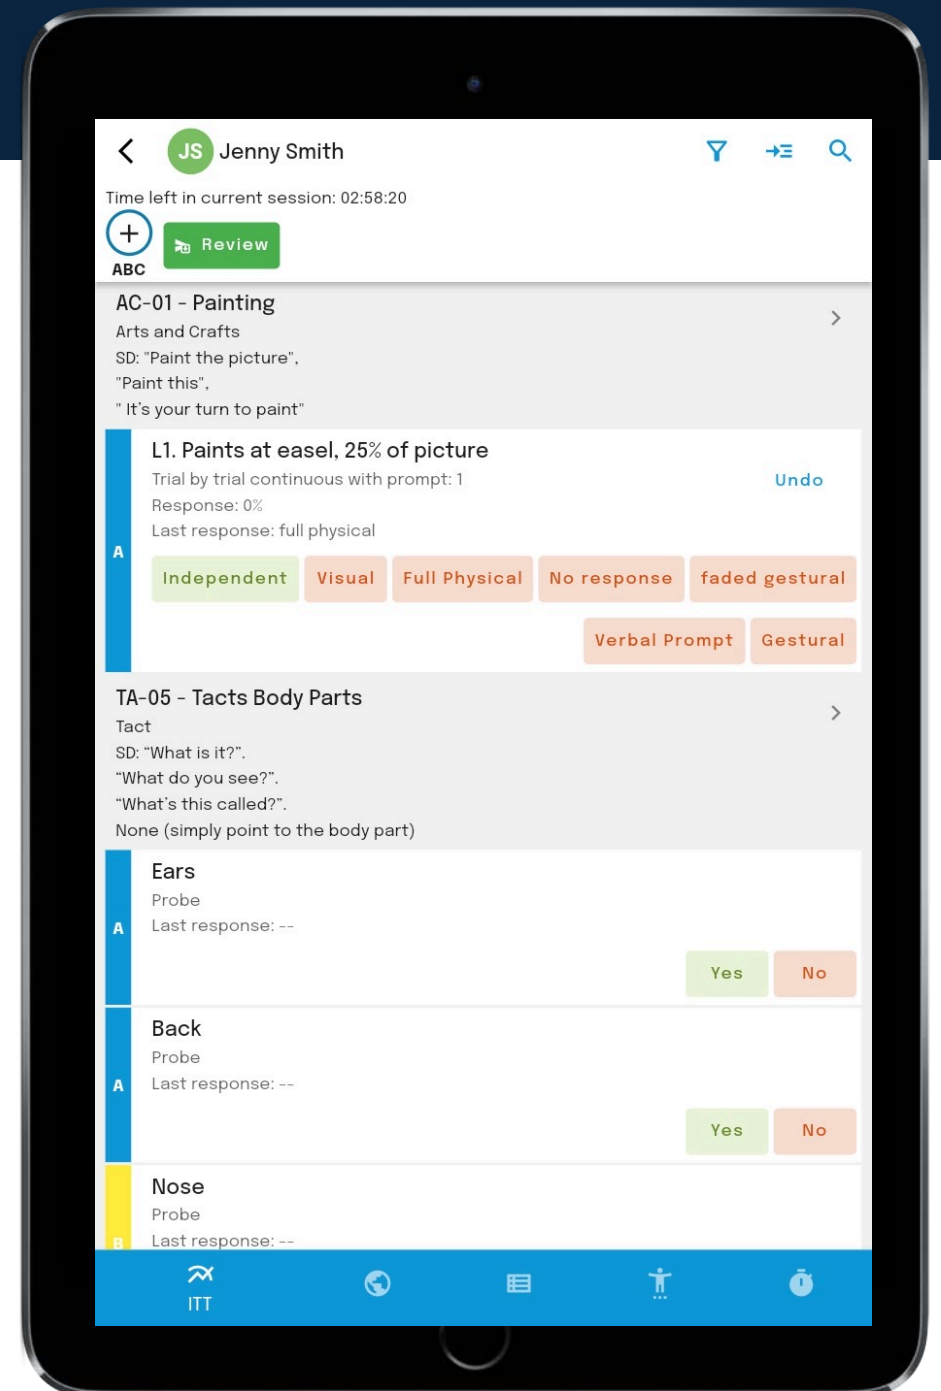 JS Jenny Smith
Time left in current session: 02:58:20
ABC
Review
AC-01 - Painting
Arts and Crafts
SD: "Paint the picture",
"Paint this",
" It's your turn to paint"
L1. Paints at easel, 25% of picture
Trial by trial continuous with prompt: 1
Undo
Response: 0%
Last response: full physical
A
Independent Visual Full Physical No response faded gestural
Verbal Prompt Gestural
TA-05 - Tacts Body Parts
Tact
SD: “What is it?”.
“What do you see?”.
“What's this called?”.
None (simply point to the body part)
Ears
Probe
Last response: --
A
Yes No
Back
Probe
Last response: --
A
Yes No
Nose
Probe
Last response: --
B
ITT